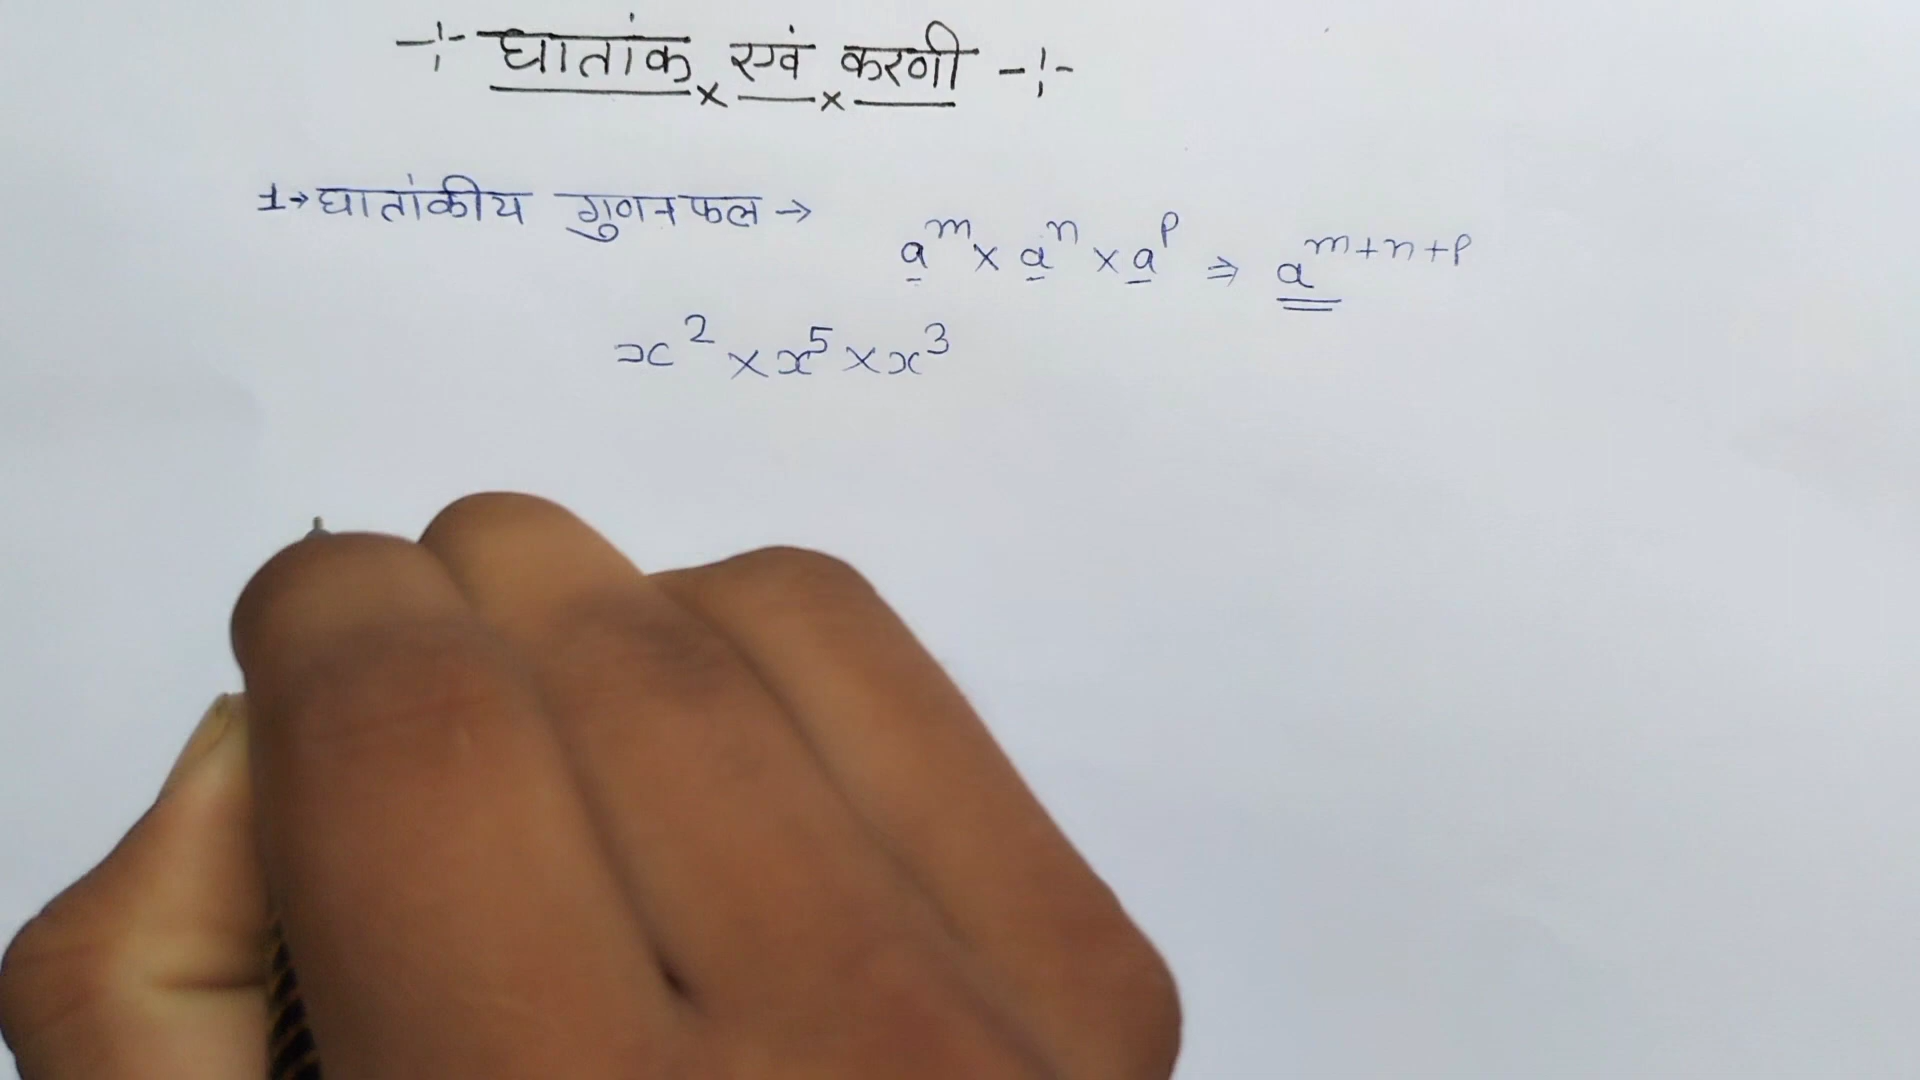 -:- घातांक एवं करणी -:-
1→ घातांकीय गुणनफल → a^m × a^n × a^p ⇒ a^{m+n+p}
x^2 × x^5 × x^3